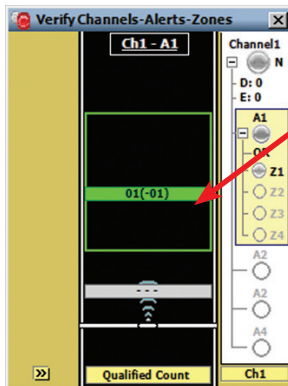 Verify Channels-Alerts-Zones
Ch1 - A1
01(-01)
- - -
Qualified Count
Channel1
N
D: 0
E: 0
A1
OR
Z1
Z2
Z3
Z4
A2
A2
A4
Ch1